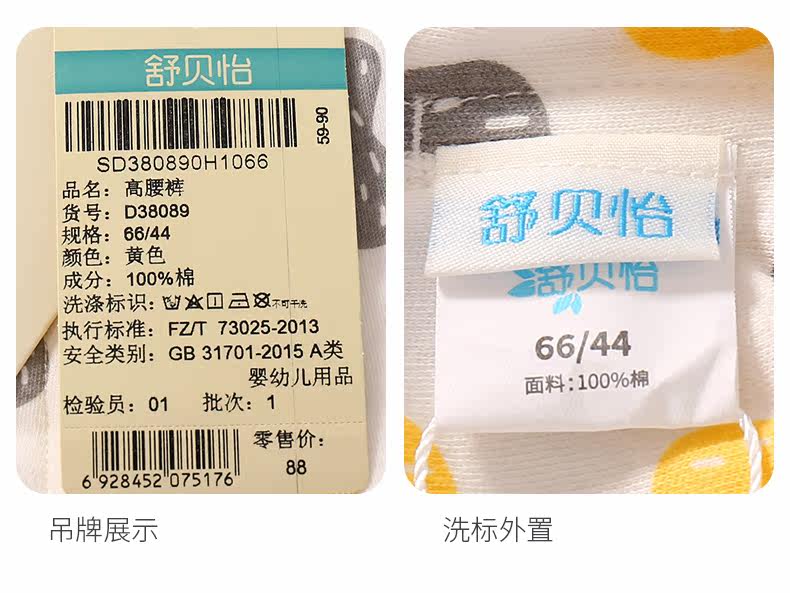 舒贝怡
59-90
SD380890H1066
品名：高腰裤
货号：D38089
规格：66/44
颜色：黄色
成分：100%棉
洗涤标识：不可干洗
执行标准：FZ/T 73025-2013
安全类别：GB 31701-2015 A类
婴幼儿用品
检验员：01 批次：1
零售价：
88
6 928452 075176
吊牌展示
舒贝怡
舒贝怡
66/44
面料：100%棉
洗标外置